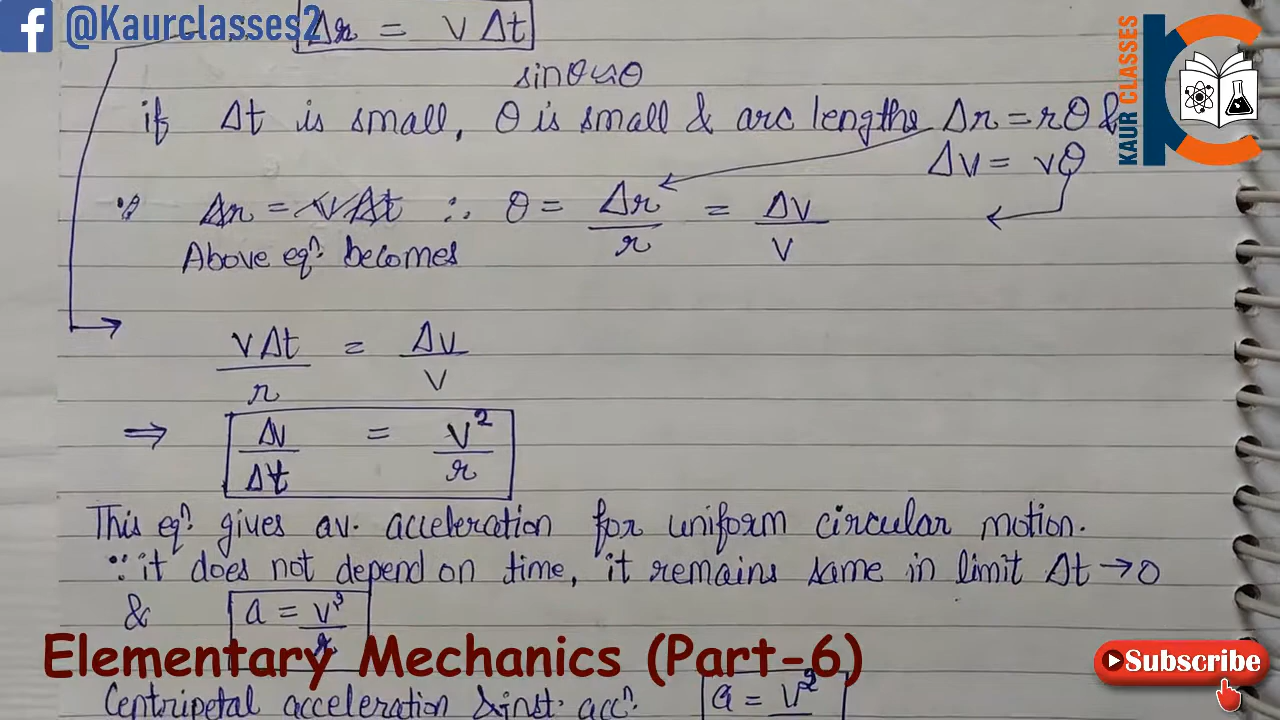 @Kaurclasses2
Δr = v Δt
sinθ≈θ
if Δt is small, θ is small & arc lengths Δr = rθ &
Δv = vθ
∴ θ = Δr/r = Δv/v
Above eqⁿ. becomes
vΔt/r = Δv/v
⇒ Δv/Δt = v²/r
This eqⁿ. gives av. acceleration for uniform circular motion.
∵ it does not depend on time, it remains same in limit Δt → 0
& a = v²/r
Elementary Mechanics (Part-6)
Centripetal acceleration & inst. accⁿ. a = v²
KAUR CLASSES
Subscribe